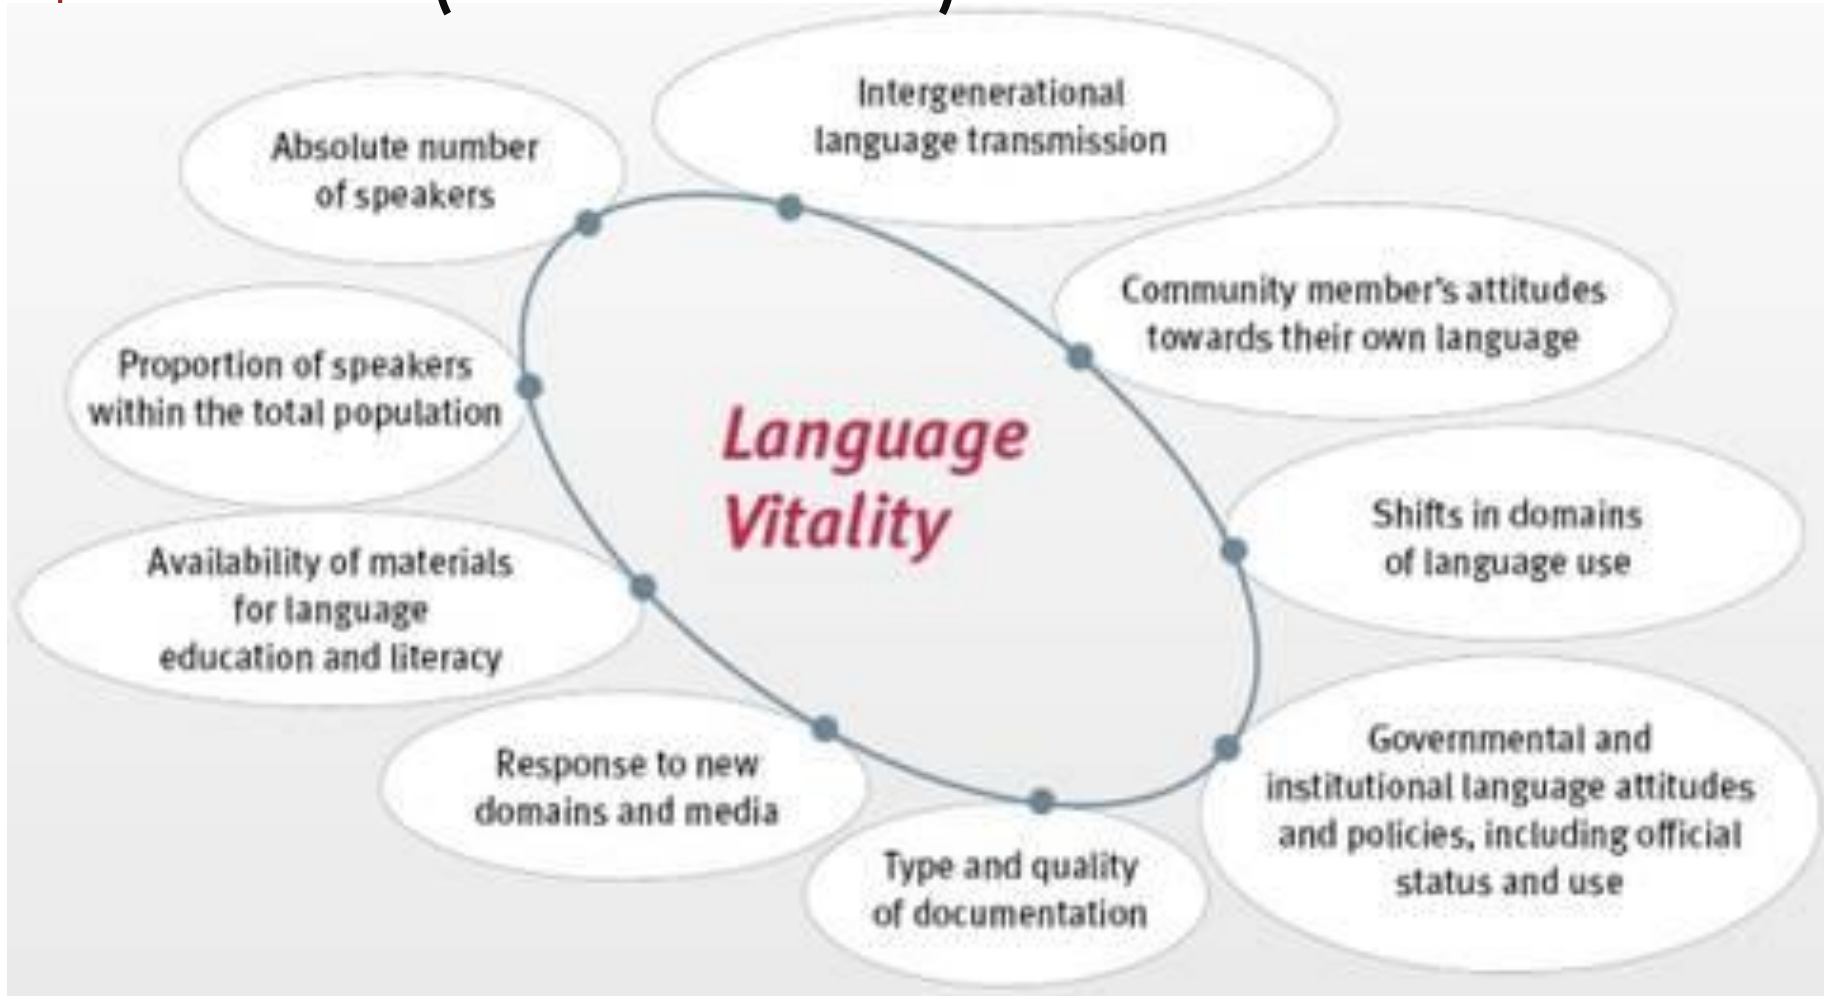 Intergenerational
language transmission
Absolute number
of speakers
Community member's attitudes
towards their own language
Proportion of speakers
within the total population
Language
Vitality
Shifts in domains
of language use
Availability of materials
for language
education and literacy
Governmental and
institutional language attitudes
and policies, including official
status and use
Response to new
domains and media
Type and quality
of documentation